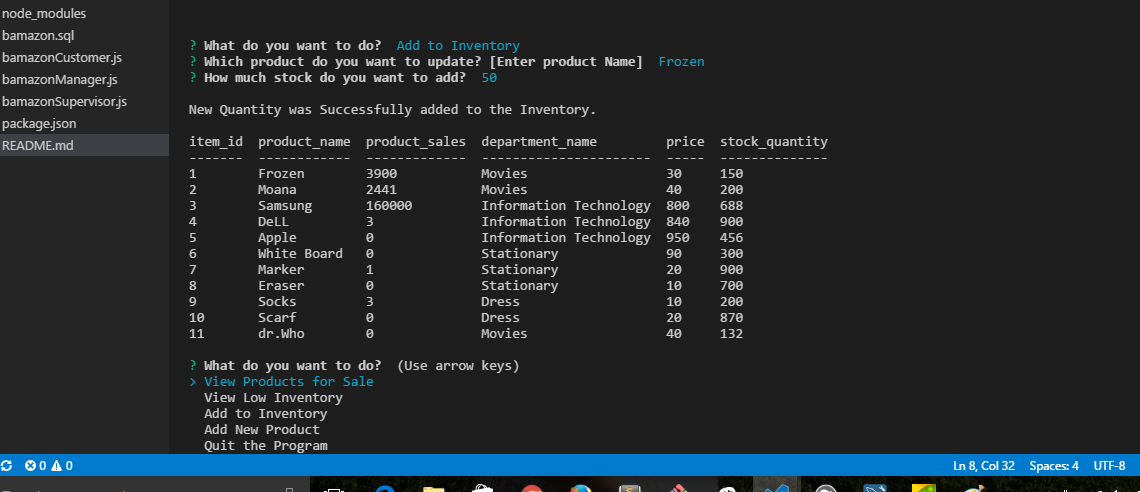 node_modules
bamazon.sql
bamazonCustomer.js
bamazonManager.js
bamazonSupervisor.js
package.json
README.md
? What do you want to do? Add to Inventory
? Which product do you want to update? [Enter product Name] Frozen
? How much stock do you want to add? 50
New Quantity was Successfully added to the Inventory.
item_id product_name product_sales department_name price stock_quantity
------- ------------ ------------- ---------------------- ----- --------------
1 Frozen 3900 Movies 30 150
2 Moana 2441 Movies 40 200
3 Samsung 160000 Information Technology 800 688
4 DeLL 3 Information Technology 840 900
5 Apple 0 Information Technology 950 456
6 White Board 0 Stationary 90 300
7 Marker 1 Stationary 20 900
8 Eraser 0 Stationary 10 700
9 Socks 3 Dress 10 200
10 Scarf 0 Dress 20 870
11 dr.Who 0 Movies 40 132
? What do you want to do? (Use arrow keys)
> View Products for Sale
View Low Inventory
Add to Inventory
Add New Product
Quit the Program
0 0 Ln 8, Col 32 Spaces: 4 UTF-8